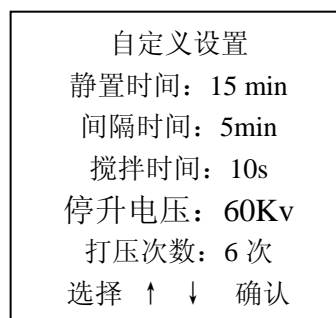 自定义设置
静置时间：15 min
间隔时间：5min
搅拌时间：10s
停升电压：60Kv
打压次数：6 次
选择 ↑ ↓ 确认